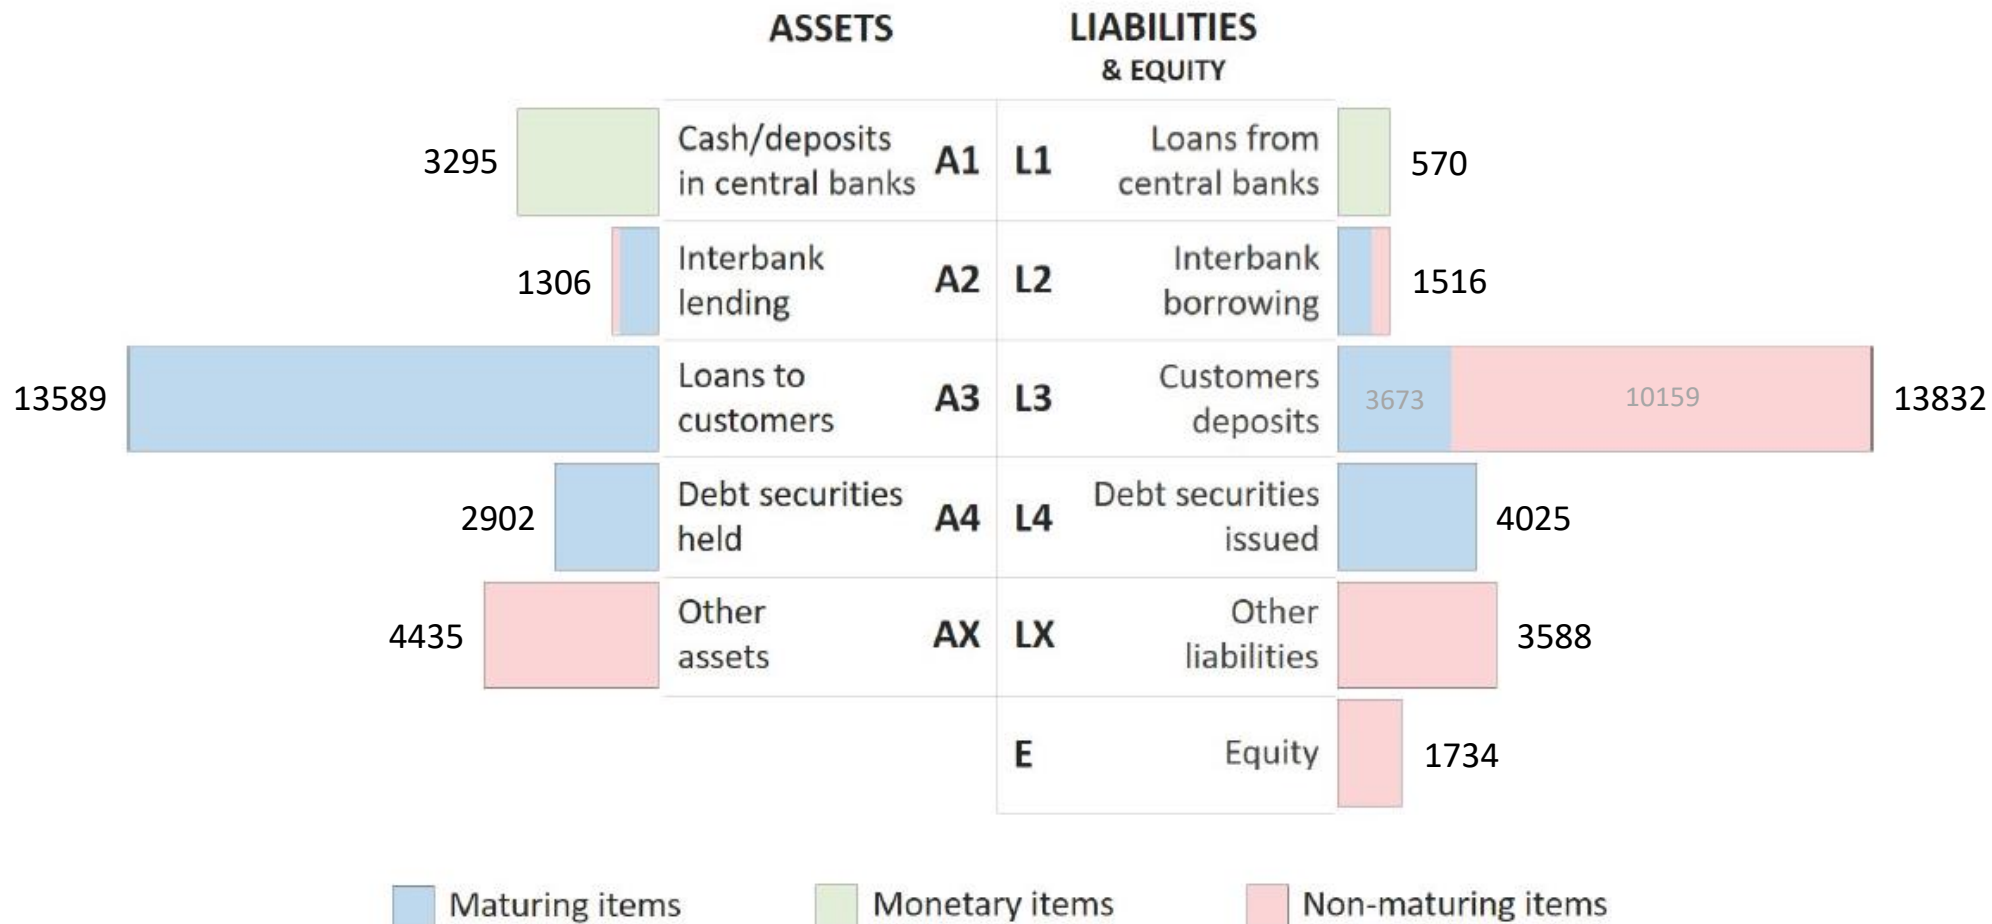 ASSETS
LIABILITIES
& EQUITY
3295
Cash/deposits
in central banks
A1
L1
Loans from
central banks
570
1306
Interbank
lending
A2
L2
Interbank
borrowing
1516
13589
Loans to
customers
A3
L3
Customers
deposits
3673
10159
13832
2902
Debt securities
held
A4
L4
Debt securities
issued
4025
4435
Other
assets
AX
LX
Other
liabilities
3588
E
Equity
1734
Maturing items
Monetary items
Non-maturing items